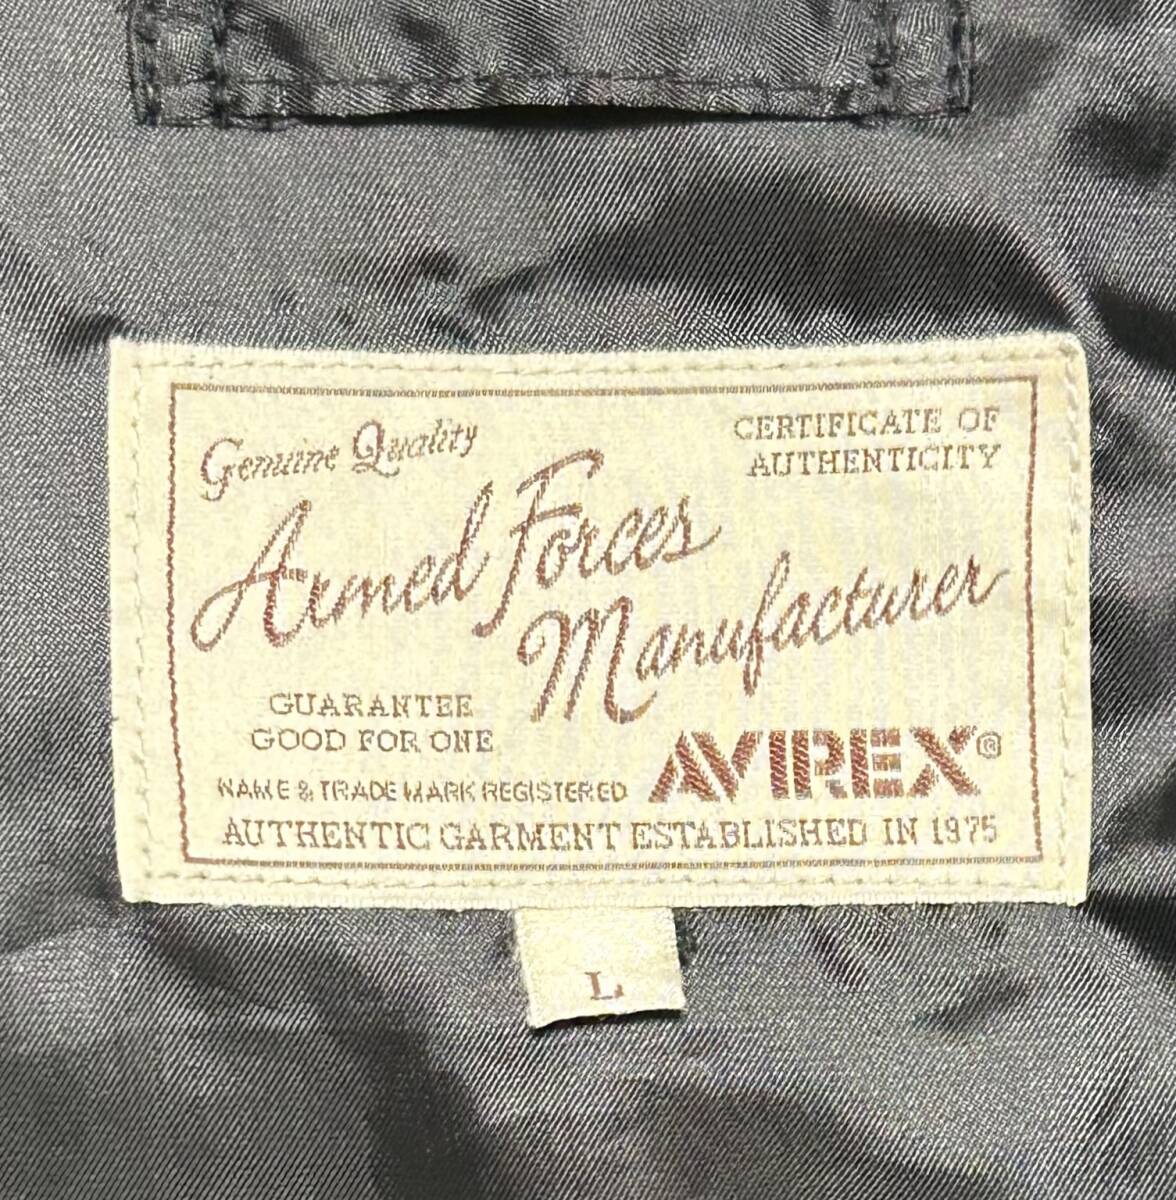 Genuine Quality
CERTIFICATE OF
AUTHENTICITY
Armed Forces
Manufacturer
GUARANTEE
GOOD FOR ONE
AVIREX®
NAME & TRADE MARK REGISTERED
AUTHENTIC GARMENT ESTABLISHED IN 1975
L